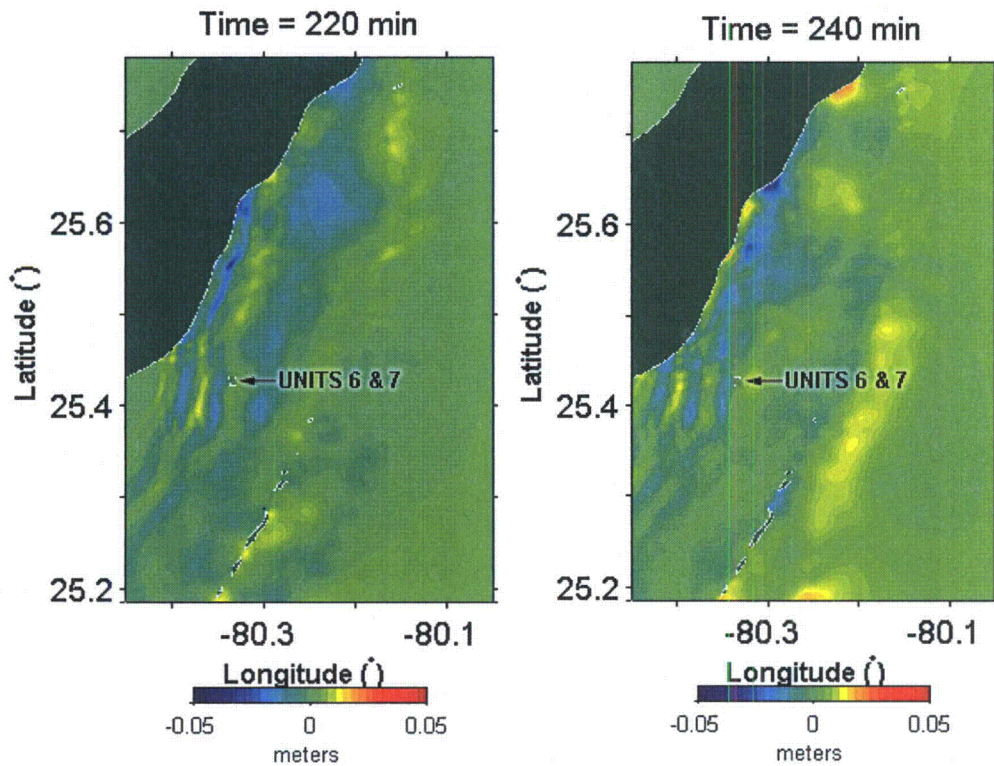 Time = 220 min
25.6
25.4
25.2
Latitude (°)
UNITS 6 & 7
-80.3 -80.1
Longitude (°)
-0.05 0 0.05
meters
Time = 240 min
25.6
25.4
25.2
Latitude (°)
UNITS 6 & 7
-80.3 -80.1
Longitude (°)
-0.05 0 0.05
meters